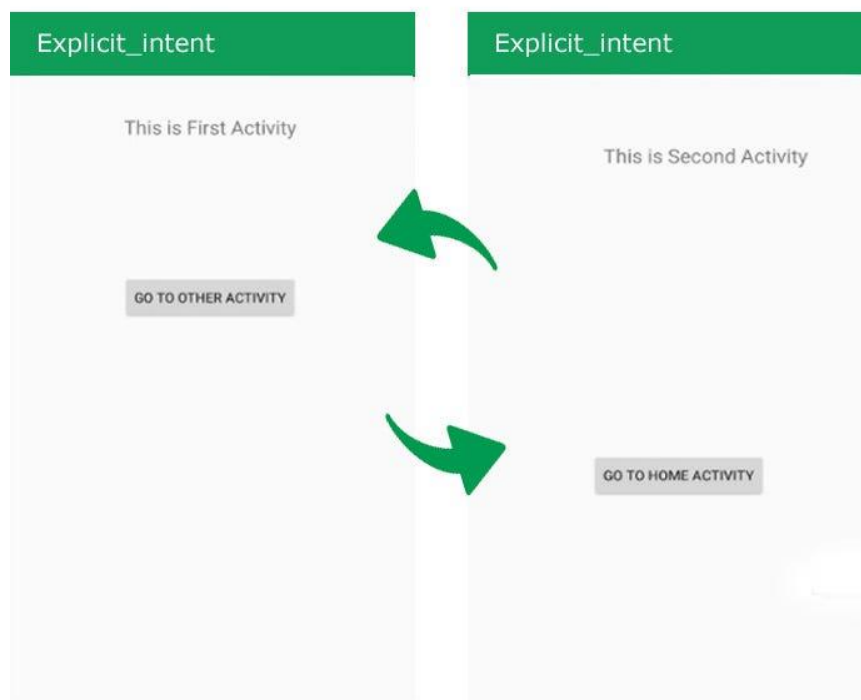 Explicit_intent
This is First Activity
GO TO OTHER ACTIVITY
Explicit_intent
This is Second Activity
GO TO HOME ACTIVITY